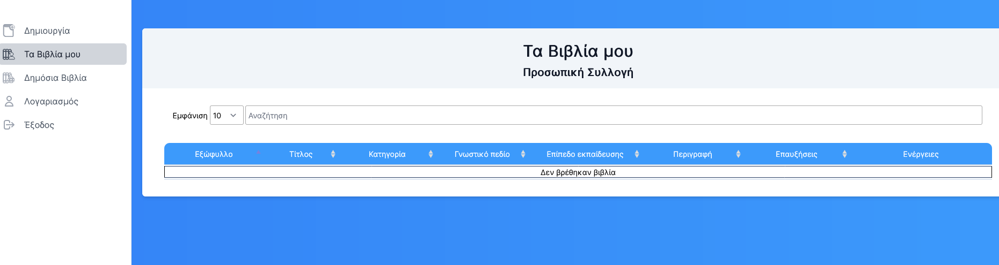 Δημιουργία
Τα Βιβλία μου
Δημόσια Βιβλία
Λογαριασμός
Έξοδος
Τα Βιβλία μου
Προσωπική Συλλογή
Εμφάνιση 10 Αναζήτηση
Εξώφυλλο Τίτλος Κατηγορία Γνωστικό πεδίο Επίπεδο εκπαίδευσης Περιγραφή Επαυξήσεις Ενέργειες
Δεν βρέθηκαν βιβλία